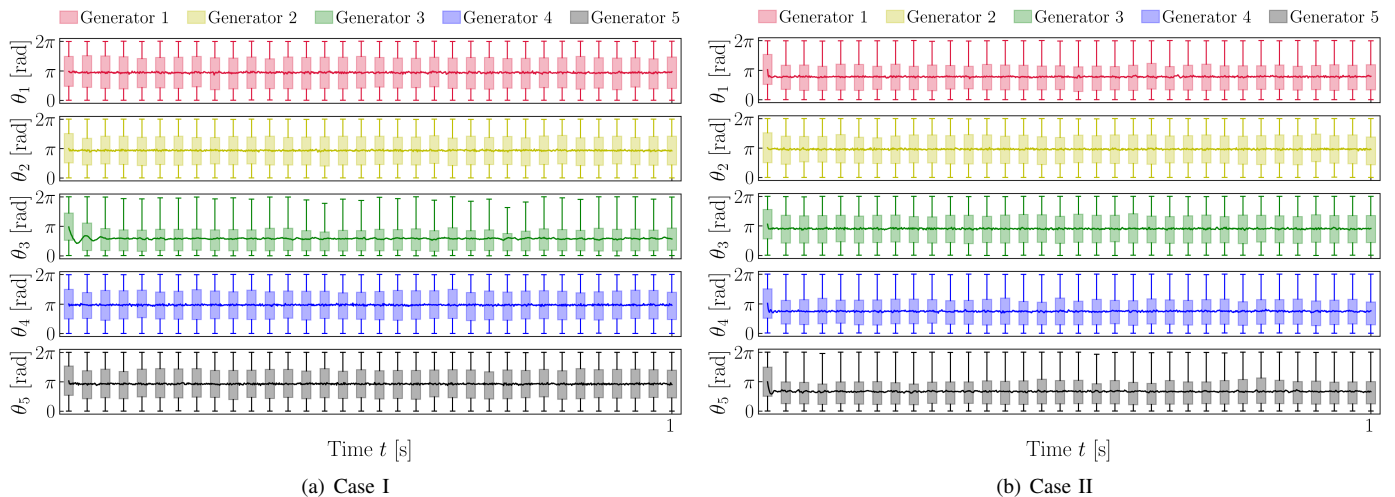 Generator 1 Generator 2 Generator 3 Generator 4 Generator 5
2π
π
0
θ1 [rad]
2π
π
0
θ2 [rad]
2π
π
0
θ3 [rad]
2π
π
0
θ4 [rad]
2π
π
0
θ5 [rad]
1
Time t [s]
(a) Case I
Generator 1 Generator 2 Generator 3 Generator 4 Generator 5
2π
π
0
θ1 [rad]
2π
π
0
θ2 [rad]
2π
π
0
θ3 [rad]
2π
π
0
θ4 [rad]
2π
π
0
θ5 [rad]
1
Time t [s]
(b) Case II